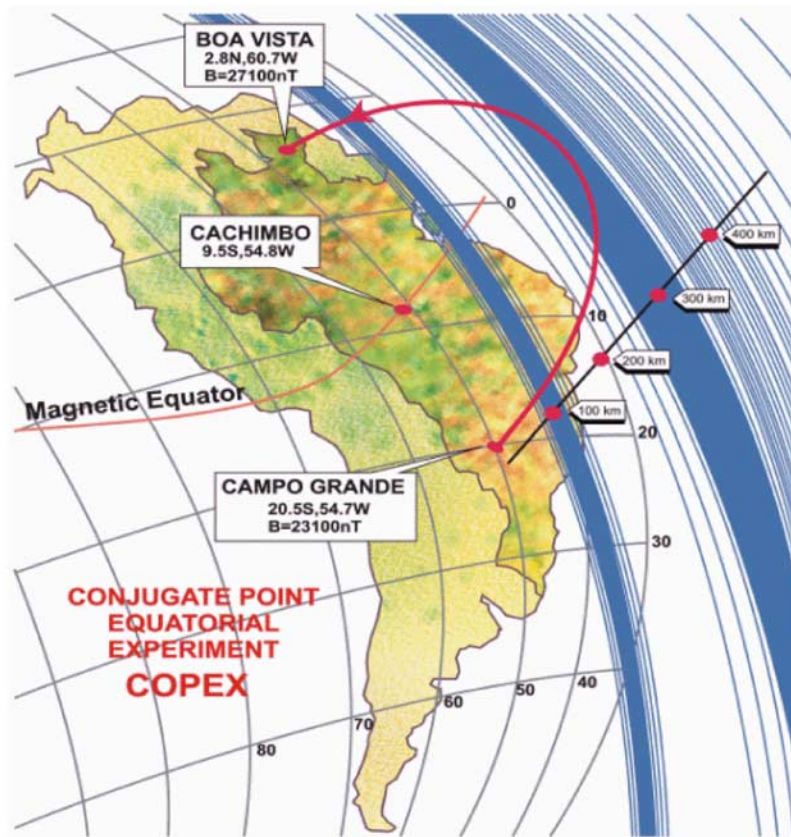 BOA VISTA
2.8N,60.7W
B=27100nT
CACHIMBO
9.5S,54.8W
0
400 km
300 km
10
200 km
Magnetic Equator
100 km
20
CAMPO GRANDE
20.5S,54.7W
B=23100nT
30
CONJUGATE POINT
EQUATORIAL
EXPERIMENT
COPEX
40
50
60
70
80